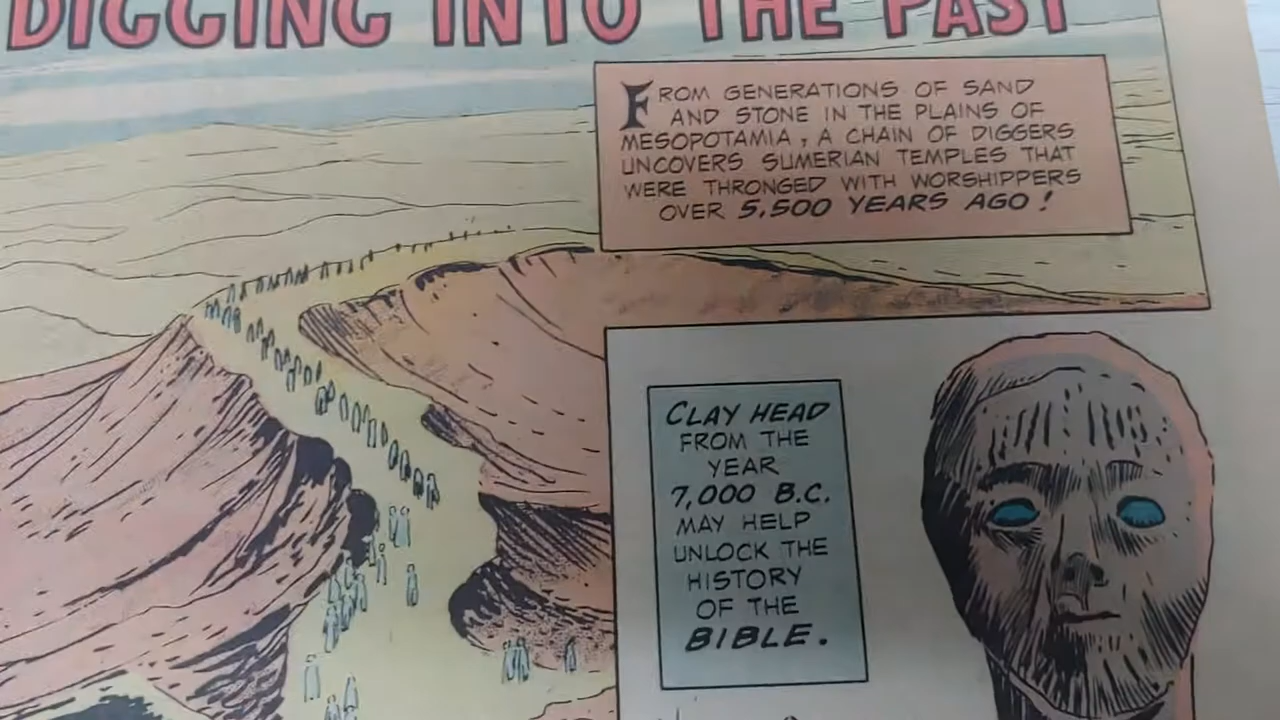 DIGGING INTO THE PAST
FROM GENERATIONS OF SAND
AND STONE IN THE PLAINS OF
MESOPOTAMIA, A CHAIN OF DIGGERS
UNCOVERS SUMERIAN TEMPLES THAT
WERE THRONGED WITH WORSHIPPERS
OVER 5,500 YEARS AGO!
CLAY HEAD
FROM THE
YEAR
7,000 B.C.
MAY HELP
UNLOCK THE
HISTORY
OF THE
BIBLE.